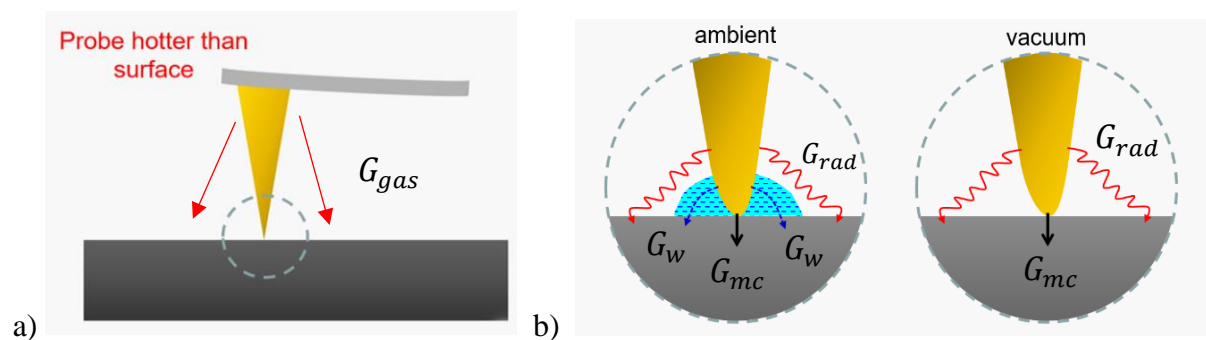 Probe hotter than
surface
G_gas
a)
b)
ambient
G_rad
G_w
G_mc
G_w
vacuum
G_rad
G_mc